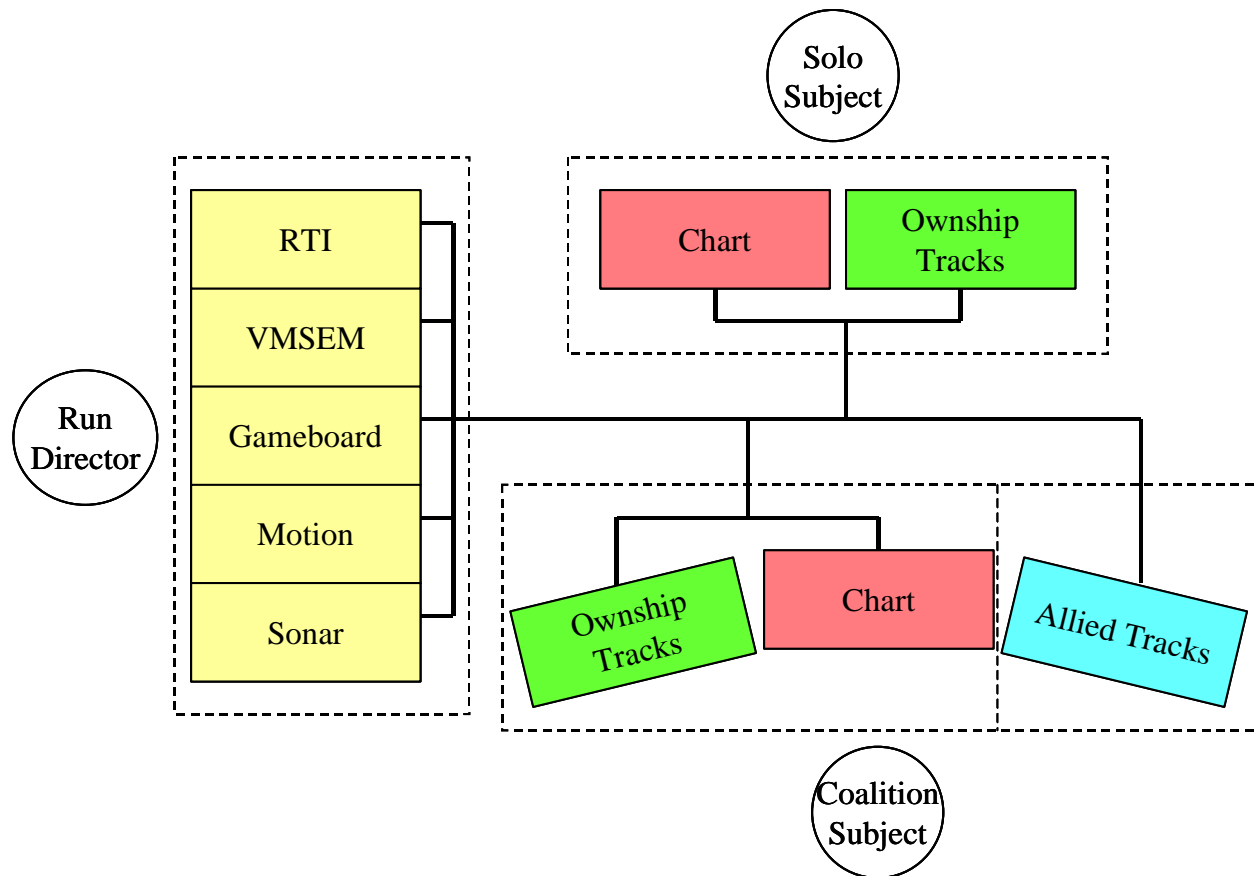 Solo
Subject
RTI
VMSEM
Gameboard
Motion
Sonar
Run
Director
Chart
Ownship
Tracks
Ownship
Tracks
Chart
Allied Tracks
Coalition
Subject